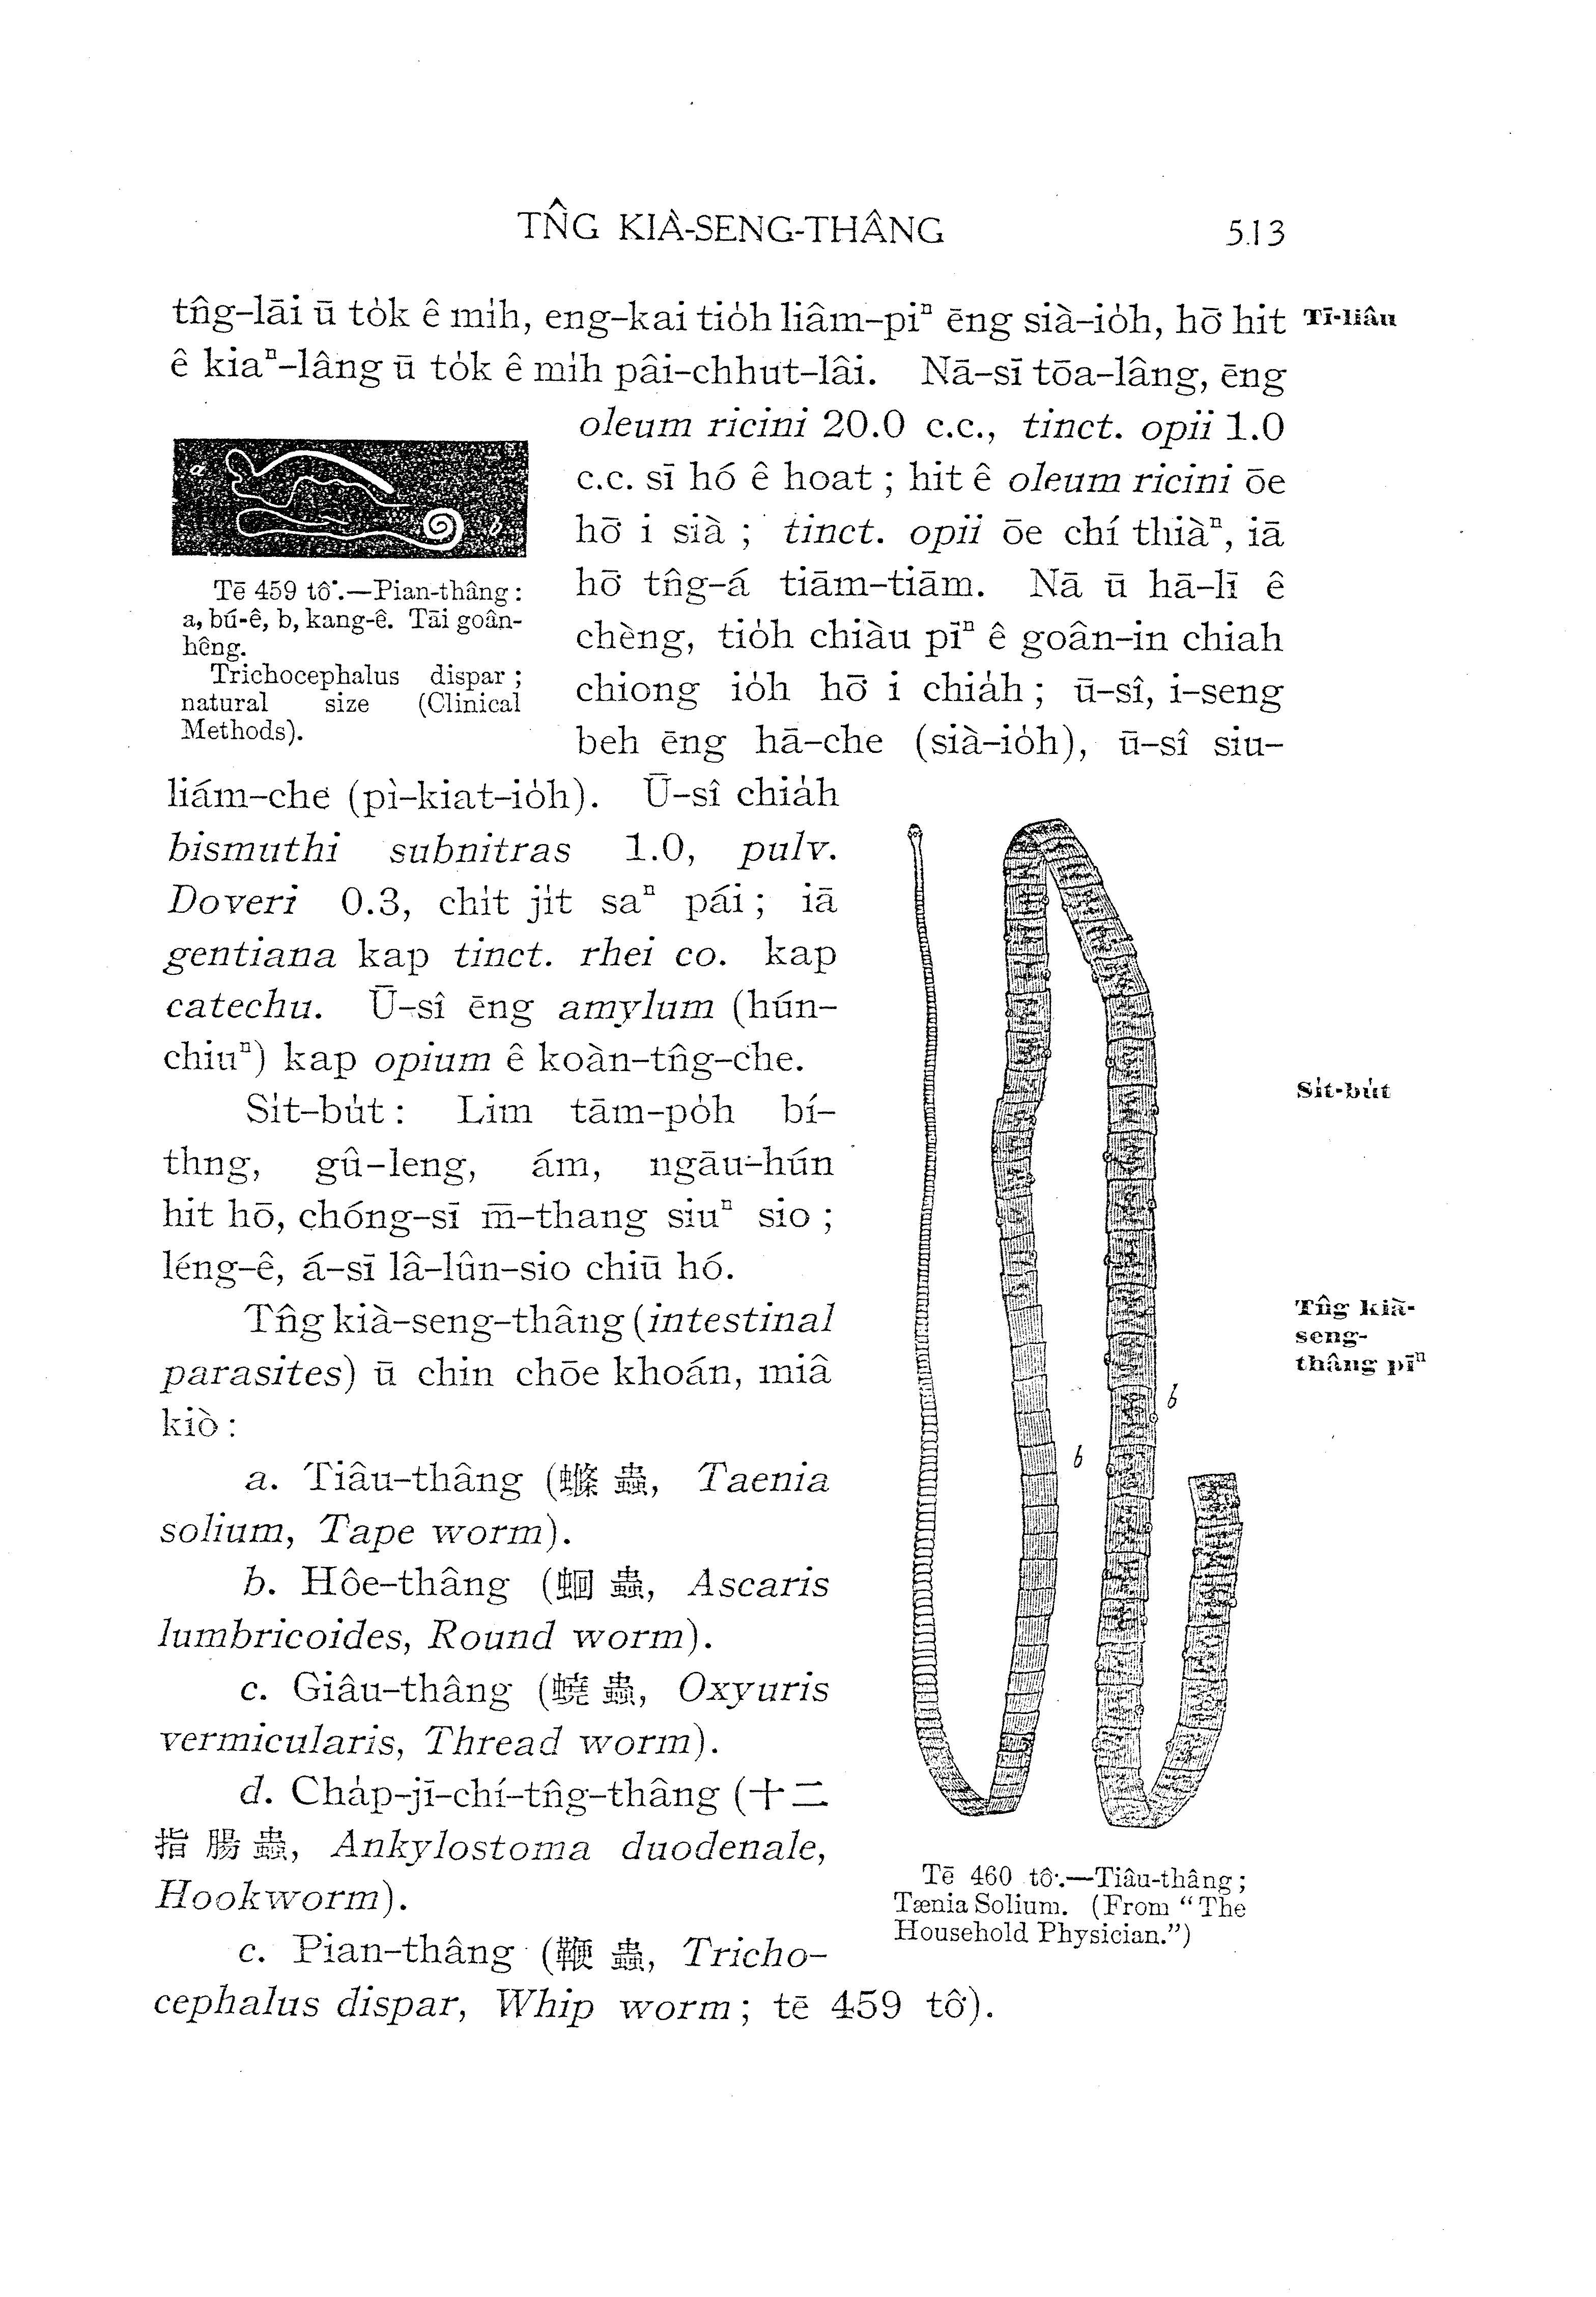 TN̂G KIÀ-SENG-THÂNG 513
tn̂g-lāi ū to̍k ê mi̍h, eng-kai tio̍h liâm-piⁿ ēng sià-io̍h, hō͘ hit
Tī-liâu
ê kiaⁿ-lâng ū to̍k ê mi̍h pâi-chhut-lâi. Nā-sī tōa-lâng, ēng
oleum ricini 20.0 c.c., tinct. opii 1.0
c.c. sī hó ê hoat; hit ê oleum ricini ōe
hō͘ i sià; tinct. opii ōe chí thiàⁿ, iā
hō͘ tn̂g-á tiām-tiām. Nā ū hā-lī ê
chèng, tio̍h chiàu pīⁿ ê goân-in chiah
chiong io̍h hō͘ i chia̍h; ū-sî, i-seng
beh ēng hā-che (sià-io̍h), ū-sî siu-
a
b
Tē 459 tô͘.—Pian-thâng:
a, bú-ê, b, kang-ê. Tāi goân-
hêng.
Trichocephalus dispar;
natural size (Clinical
Methods).
liám-che (pì-kiat-io̍h). Ū-sî chia̍h
bismuthi subnitras 1.0, pulv.
Doveri 0.3, chi̍t ji̍t saⁿ pái; iā
gentiana kap tinct. rhei co. kap
catechu. Ū-sî ēng amylum (hún-
chiuⁿ) kap opium ê koàn-tn̂g-che.
Si̍t-bu̍t: Lim tām-po̍h bí-
Si̍t-bu̍t
thng, gû-leng, ám, ngāu-hún
hit hō, chóng-sī m̄-thang siuⁿ sio;
léng-ê, á-sī lâ-lûn-sio chiū hó.
Tn̂g kià-seng-thâng (intestinal
Tn̂g kià-
seng-
thâng pīⁿ
parasites) ū chin chōe khoán, miâ
kiò:
a. Tiâu-thâng (蟂 蟲, Taenia
solium, Tape worm).
b. Hôe-thâng (蛔 蟲, Ascaris
lumbricoides, Round worm).
c. Giâu-thâng (蟯 蟲, Oxyuris
vermicularis, Thread worm).
d. Cha̍p-jī-chí-tn̂g-thâng (十二
指 腸 蟲, Ankylostoma duodenale,
Hookworm).
c. Pian-thâng (鞭 蟲, Tricho-
cephalus dispar, Whip worm; tē 459 tô͘).
b
b
Tē 460 tô͘.—Tiâu-thâng;
Tænia Solium. (From “The
Household Physician.”)